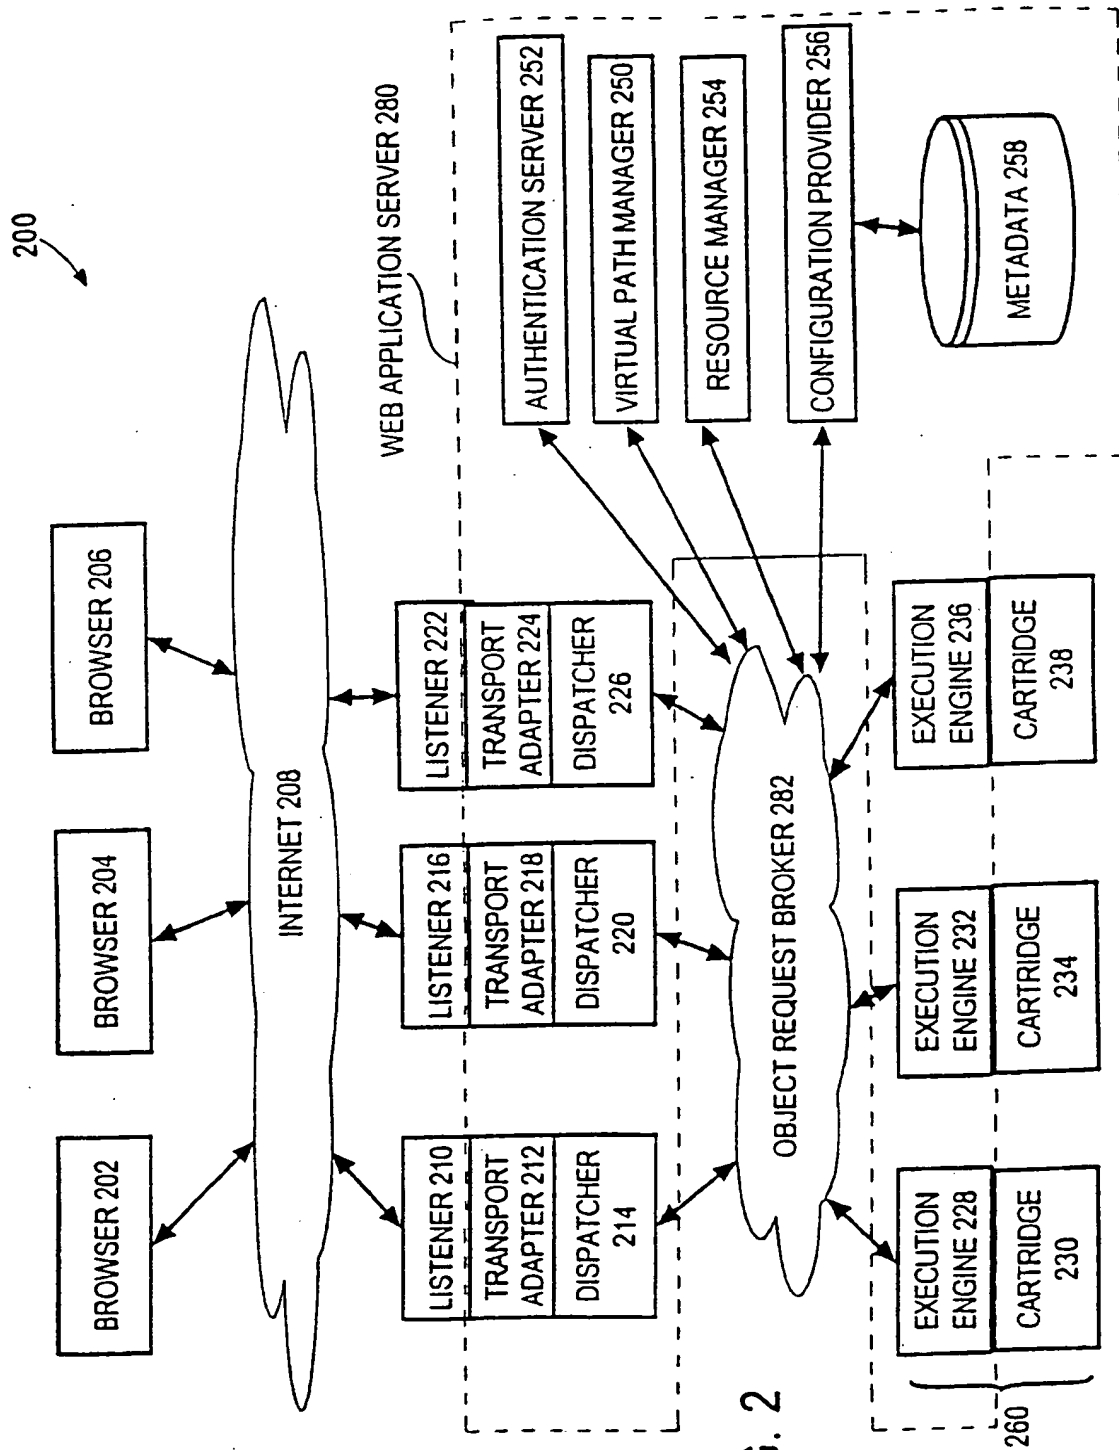 200
BROWSER 202
BROWSER 204
BROWSER 206
INTERNET 208
WEB APPLICATION SERVER 280
LISTENER 210
TRANSPORT
ADAPTER 212
DISPATCHER
214
LISTENER 216
TRANSPORT
ADAPTER 218
DISPATCHER
220
LISTENER 222
TRANSPORT
ADAPTER 224
DISPATCHER
226
AUTHENTICATION SERVER 252
VIRTUAL PATH MANAGER 250
RESOURCE MANAGER 254
CONFIGURATION PROVIDER 256
METADATA 258
OBJECT REQUEST BROKER 282
EXECUTION
ENGINE 228
CARTRIDGE
230
EXECUTION
ENGINE 232
CARTRIDGE
234
EXECUTION
ENGINE 236
CARTRIDGE
238
260
2